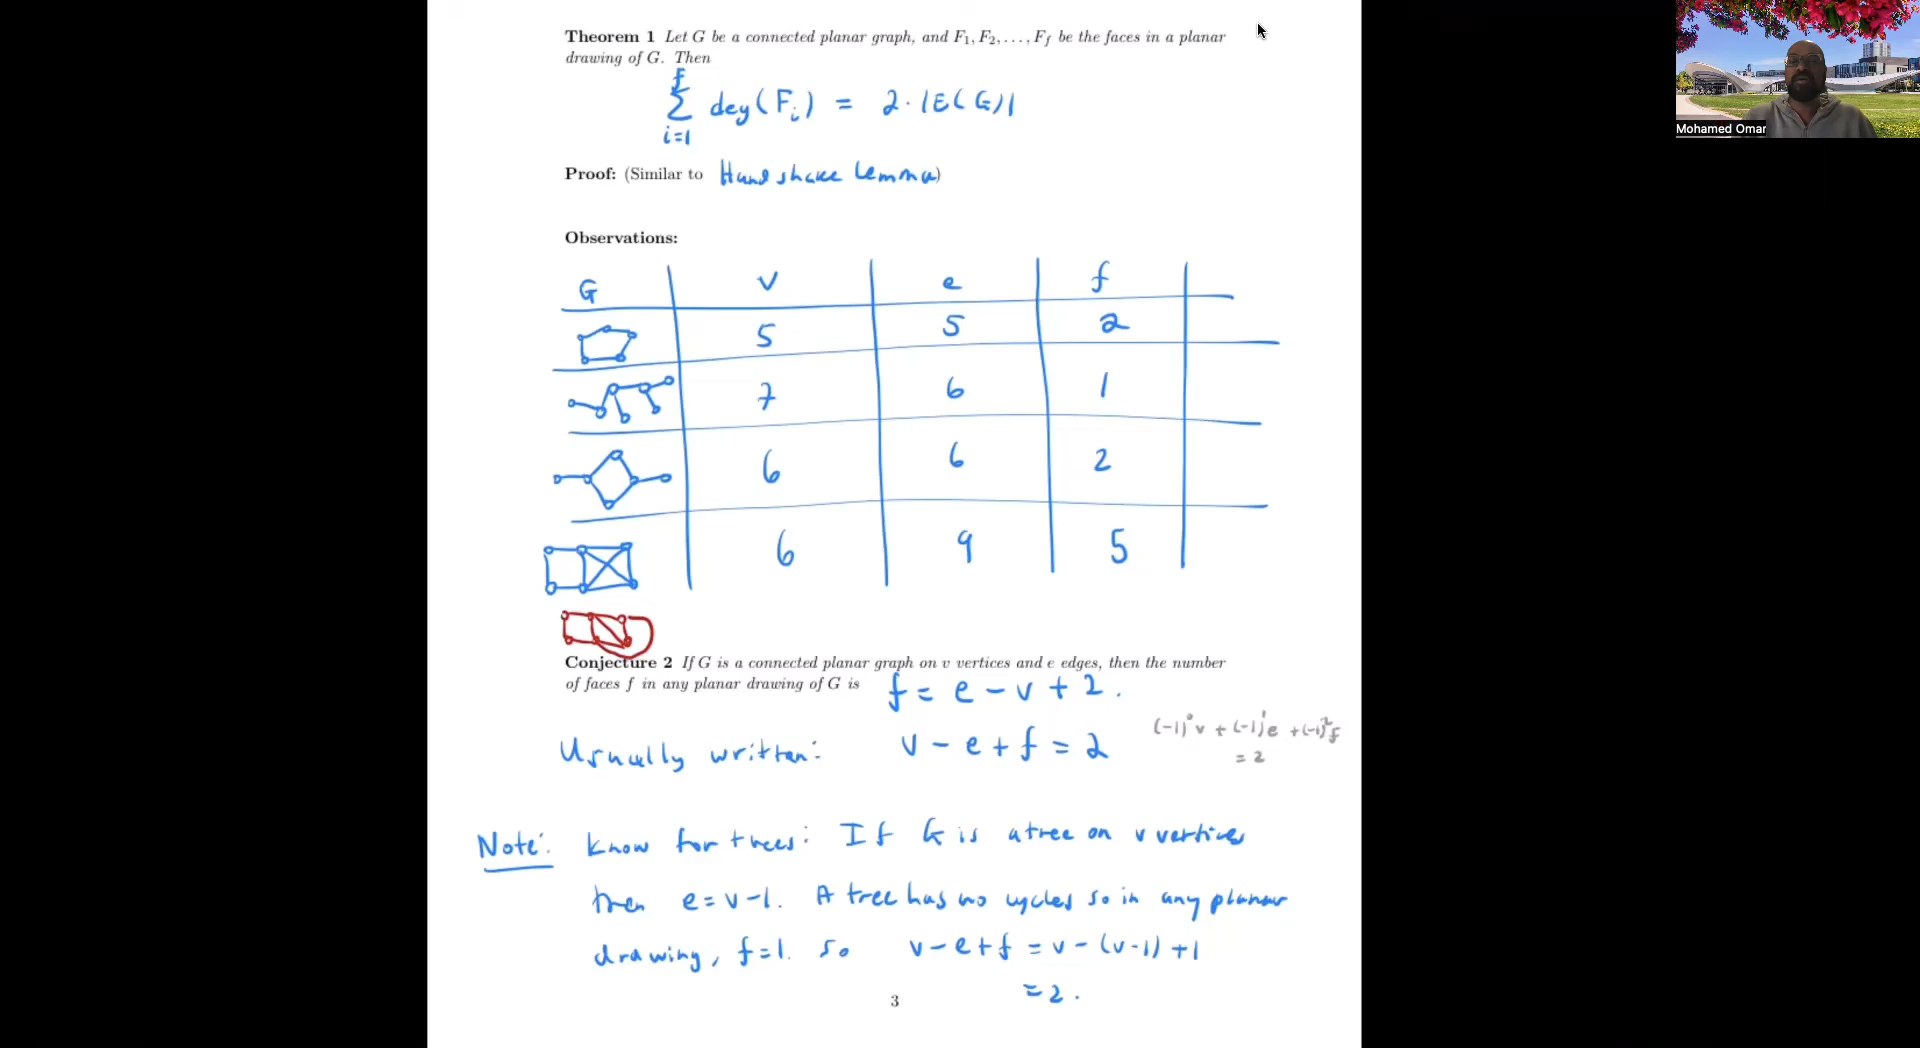 Theorem 1 Let G be a connected planar graph, and F₁, F₂, ..., F_f be the faces in a planar
drawing of G. Then
f
Σ deg(Fᵢ) = 2·|E(G)|
i=1
Proof: (Similar to Handshake Lemma)
Observations:
G v e f
5 5 2
7 6 1
6 6 2
6 9 5
Conjecture 2 If G is a connected planar graph on v vertices and e edges, then the number
of faces f in any planar drawing of G is f = e - v + 2.
Usually written: v - e + f = 2 (-1)⁰v + (-1)¹e + (-1)²f
= 2
Note: Know for trees: If G is a tree on v vertices
then e = v-1. A tree has no cycles so in any planar
drawing, f=1. So v - e + f = v - (v-1) + 1
= 2.
3
Mohamed Omar